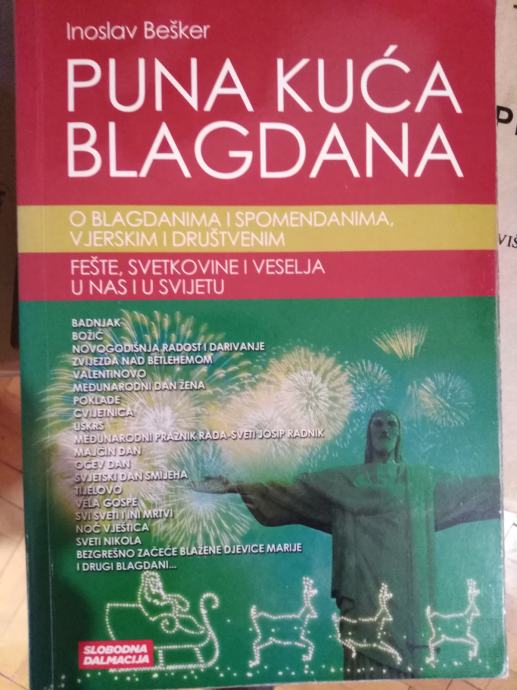 Inoslav Bešker
PUNA KUĆA
BLAGDANA
O BLAGDANIMA I SPOMENDANIMA,
VJERSKIM I DRUŠTVENIM
FEŠTE, SVETKOVINE I VESELJA
U NAS I U SVIJETU
BADNJAK
BOŽIĆ
NOVOGODIŠNJA RADOST I DARIVANJE
ZVIJEZDA NAD BETLEHEMOM
VALENTINOVO
MEĐUNARODNI DAN ŽENA
POKLADE
CVIJETNICA
USKRS
MEĐUNARODNI PRAZNIK RADA-SVETI JOSIP RADNIK
MAJČIN DAN
OČEV DAN
SVJETSKI DAN SMIJEHA
TIJELOVO
VELA GOSPE
SVI SVETI I INI MRTVI
NOĆ VJEŠTICA
SVETI NIKOLA
BEZGREŠNO ZAČEĆE BLAŽENE DJEVICE MARIJE
I DRUGI BLAGDANI...
SLOBODNA
DALMACIJA